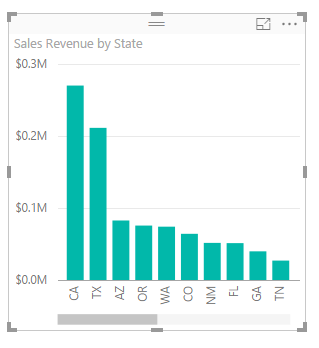 Sales Revenue by State
$0.3M
$0.2M
$0.1M
$0.0M
CA
TX
AZ
OR
WA
CO
NM
FL
GA
TN